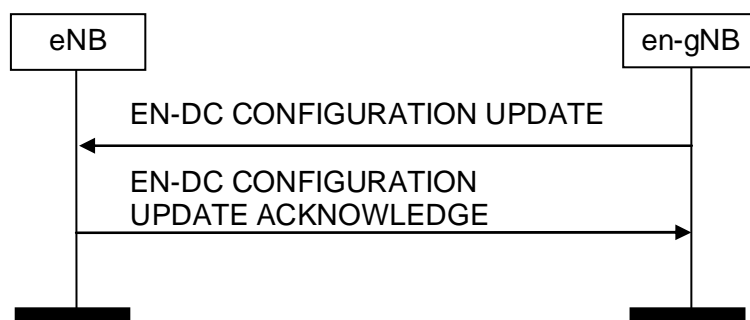 eNB
en-gNB
EN-DC CONFIGURATION UPDATE
EN-DC CONFIGURATION
UPDATE ACKNOWLEDGE